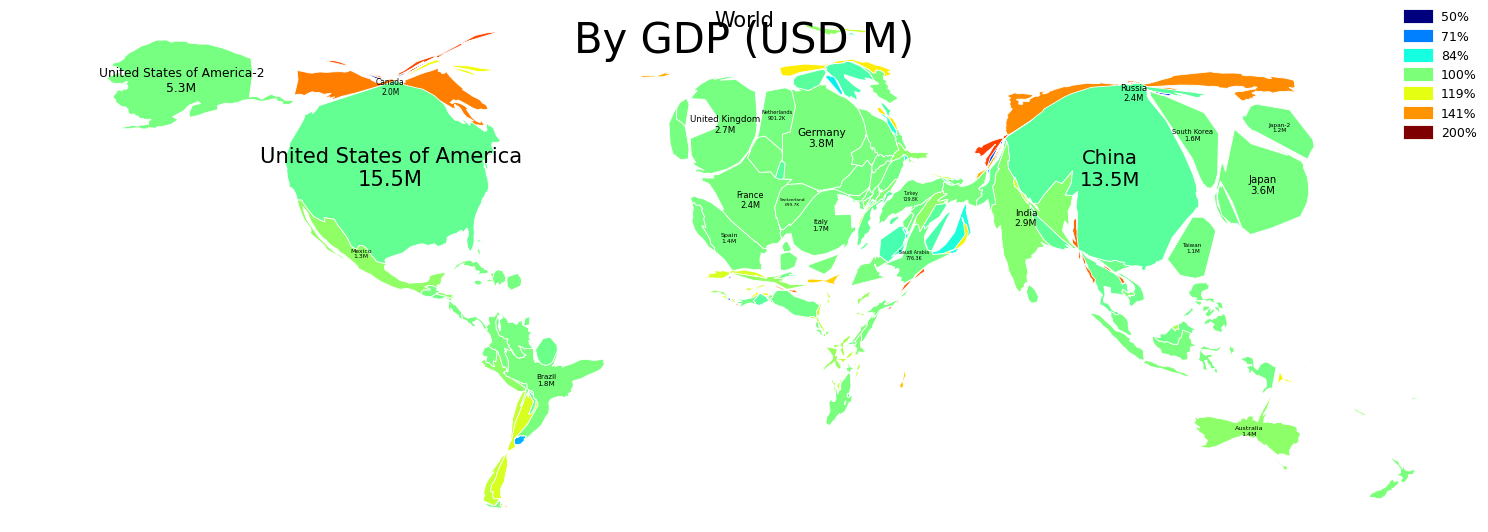 World
By GDP (USD M)
50%
71%
84%
100%
119%
141%
200%
United States of America-2
5.3M
Canada
2.0M
United States of America
15.5M
Mexico
1.3M
Brazil
1.8M
United Kingdom
2.7M
Netherlands
901.2K
Germany
3.8M
France
2.4M
Switzerland
699.7K
Italy
1.7M
Spain
1.4M
Turkey
729.8K
Saudi Arabia
776.3K
Russia
2.4M
China
13.5M
India
2.9M
South Korea
1.6M
Japan-2
1.2M
Japan
3.6M
Taiwan
1.1M
Australia
1.4M